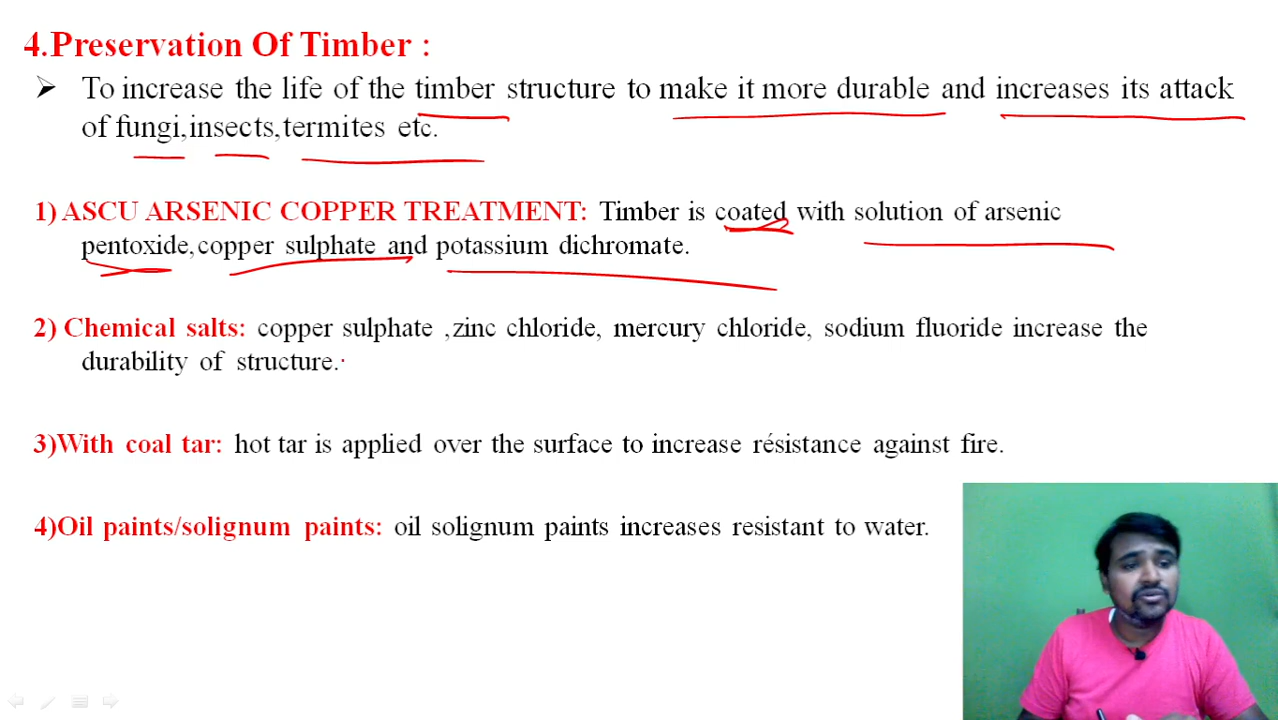 4.Preservation Of Timber :
➢ To increase the life of the timber structure to make it more durable and increases its attack
of fungi,insects,termites etc.
1) ASCU ARSENIC COPPER TREATMENT: Timber is coated with solution of arsenic
pentoxide,copper sulphate and potassium dichromate.
2) Chemical salts: copper sulphate ,zinc chloride, mercury chloride, sodium fluoride increase the
durability of structure.
3)With coal tar: hot tar is applied over the surface to increase résistance against fire.
4)Oil paints/solignum paints: oil solignum paints increases resistant to water.